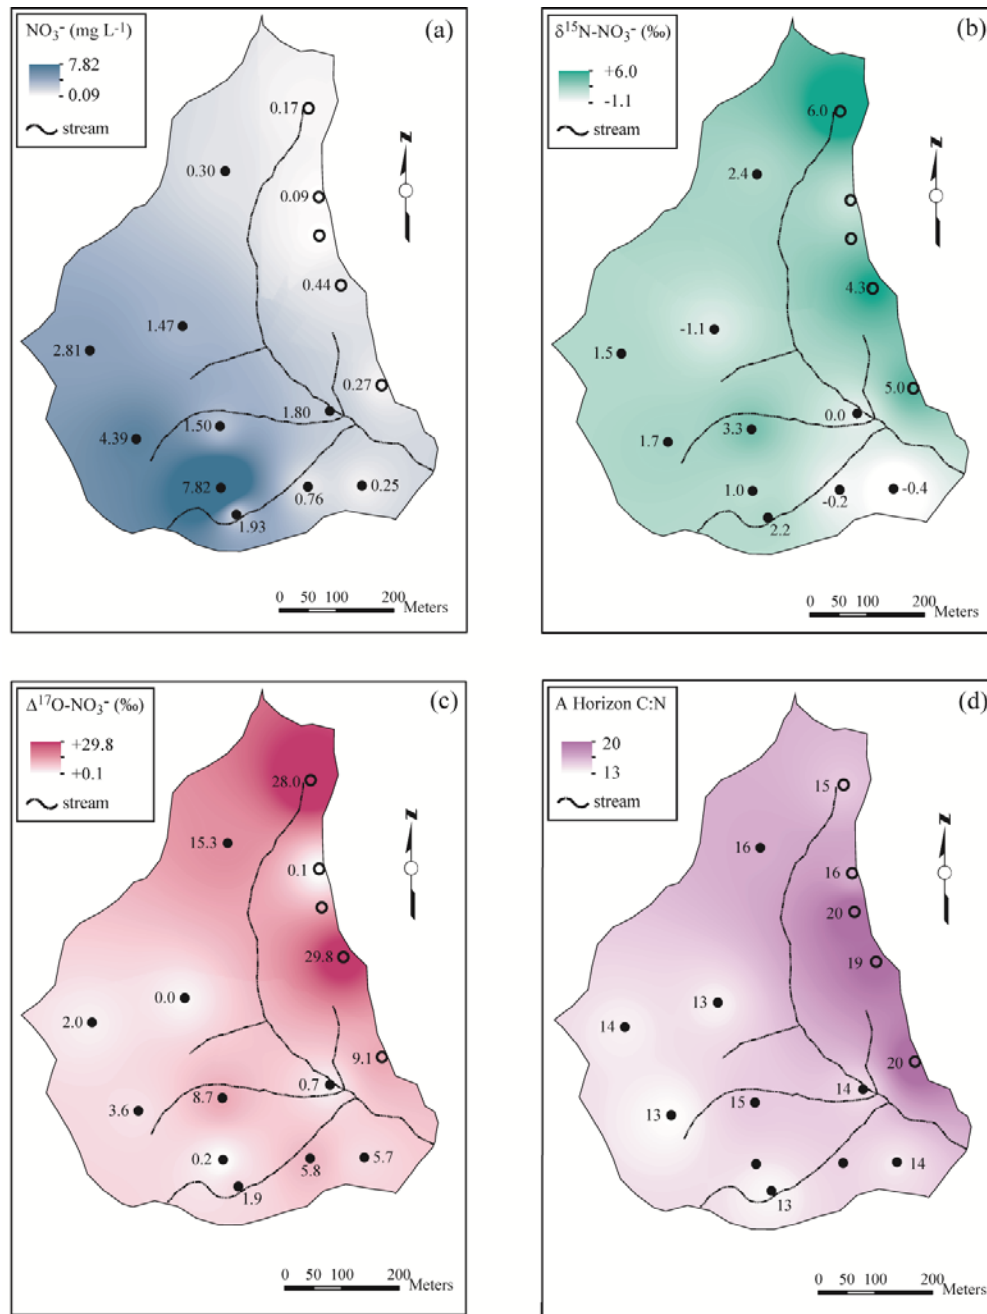 NO₃⁻ (mg L⁻¹)
7.82
0.09
stream
(a)
N
0.17
0.30
0.09
0.44
1.47
2.81
0.27
1.80
1.50
4.39
7.82
0.25
0.76
1.93
0 50 100 200
Meters
δ¹⁵N-NO₃⁻ (‰)
+6.0
-1.1
stream
(b)
N
6.0
2.4
4.3
-1.1
1.5
5.0
0.0
3.3
1.7
1.0
-0.2
-0.4
2.2
0 50 100 200
Meters
Δ¹⁷O-NO₃⁻ (‰)
+29.8
+0.1
stream
(c)
N
28.0
15.3
0.1
29.8
0.0
2.0
9.1
0.7
8.7
3.6
0.2
5.8
5.7
1.9
0 50 100 200
Meters
A Horizon C:N
20
13
stream
(d)
N
15
16
16
20
19
13
14
20
14
15
13
14
13
0 50 100 200
Meters